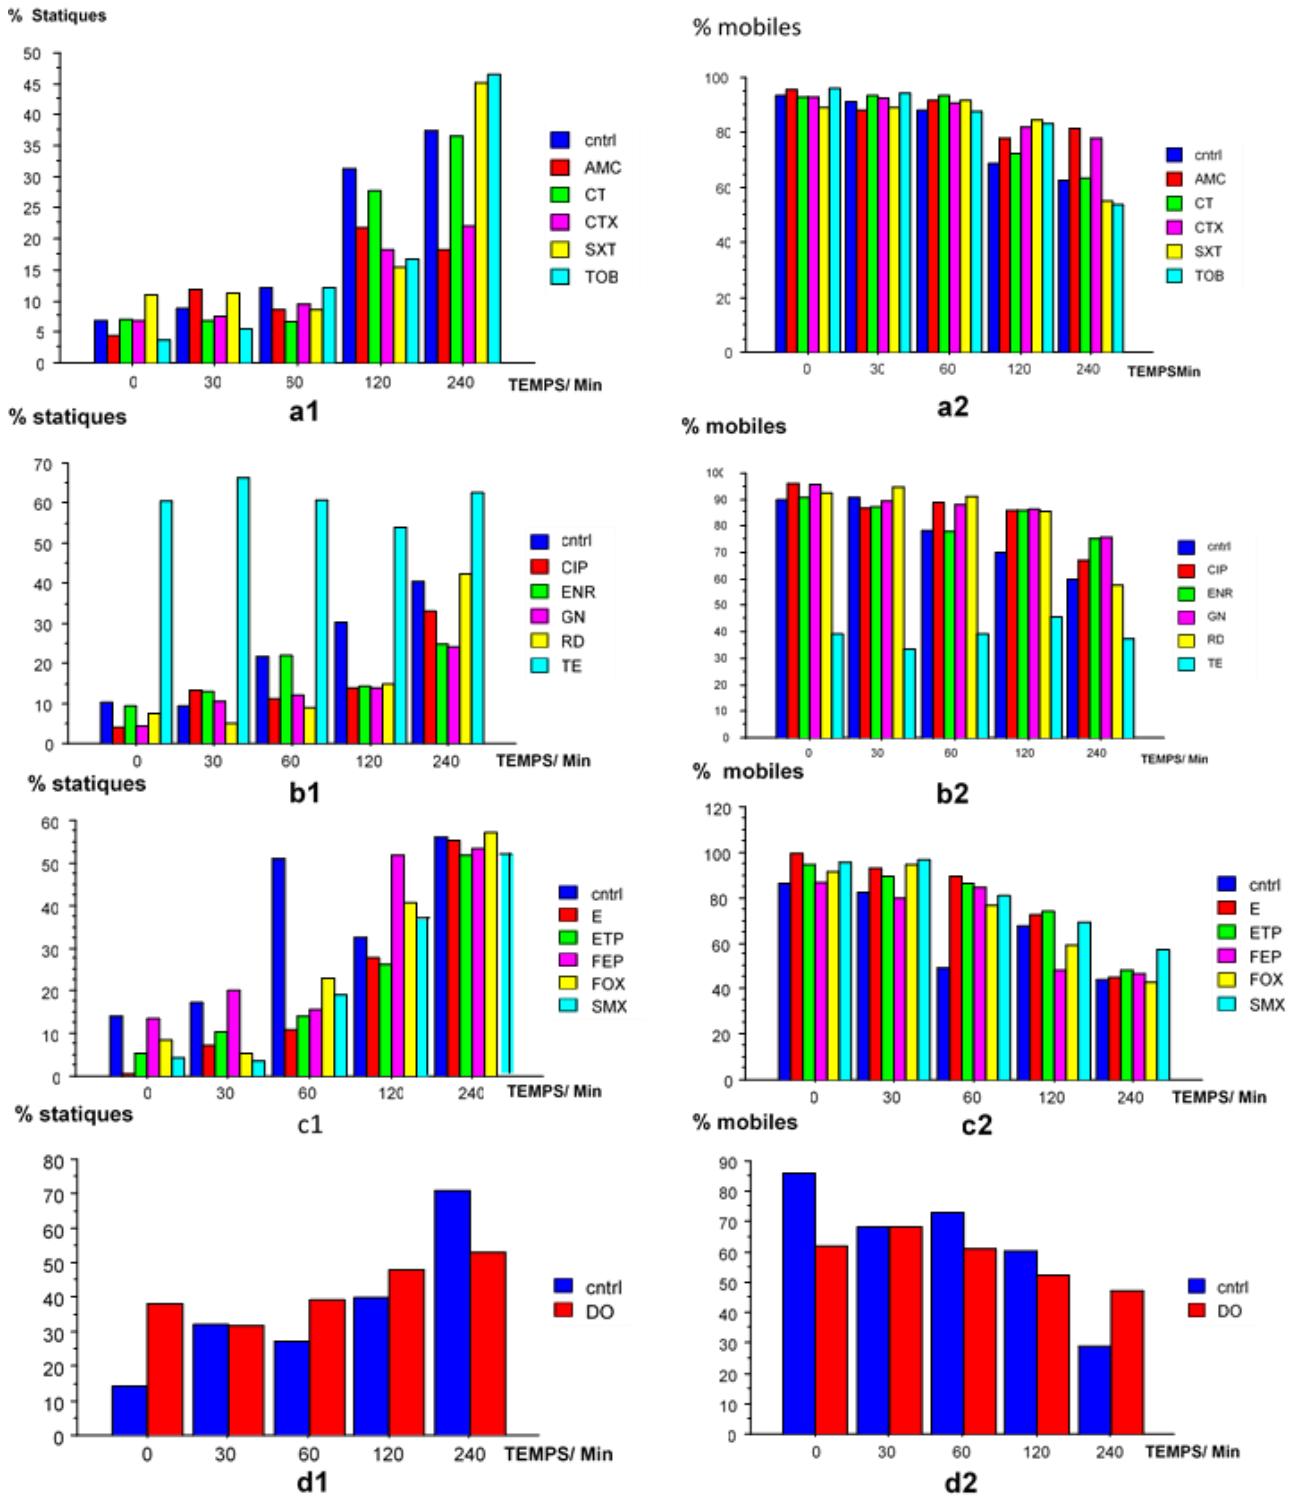 % Statiques
50
45
40
35
30
25
20
15
10
5
0
0 30 50 120 240
TEMPS/ Min
cntrl
AMC
CT
CTX
SXT
TOB
a1
% mobiles
100
80
60
40
20
0
0 30 60 120 240
TEMPSMin
cntrl
AMC
CT
CTX
SXT
TOB
a2
% statiques
70
60
50
40
30
20
10
0
0 30 60 120 240
TEMPS/ Min
cntrl
CIP
ENR
GN
RD
TE
b1
% mobiles
100
90
80
70
60
50
40
30
20
10
0
0 30 60 120 240
TEMPS/ Min
cntrl
CIP
ENR
GN
RD
TE
b2
% statiques
60
50
40
30
20
10
0
0 30 60 120 240
TEMPS/ Min
cntrl
E
ETP
FEP
FOX
SMX
c1
% mobiles
120
100
80
60
40
20
0
0 30 60 120 240
TEMPS/ Min
cntrl
E
ETP
FEP
FOX
SMX
c2
% statiques
80
70
60
50
40
30
20
10
0
0 30 60 120 240
TEMPS/ Min
cntrl
DO
d1
% mobiles
90
80
70
60
50
40
30
20
10
0
0 30 60 120 240
TEMPS/ Min
cntrl
DO
d2